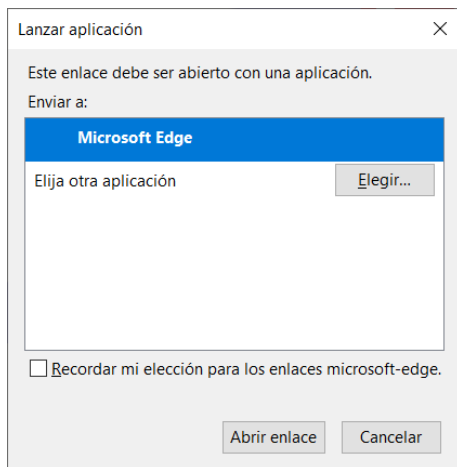 Lanzar aplicación
Este enlace debe ser abierto con una aplicación.
Enviar a:
Microsoft Edge
Elija otra aplicación
Elegir...
Recordar mi elección para los enlaces microsoft-edge.
Abrir enlace
Cancelar